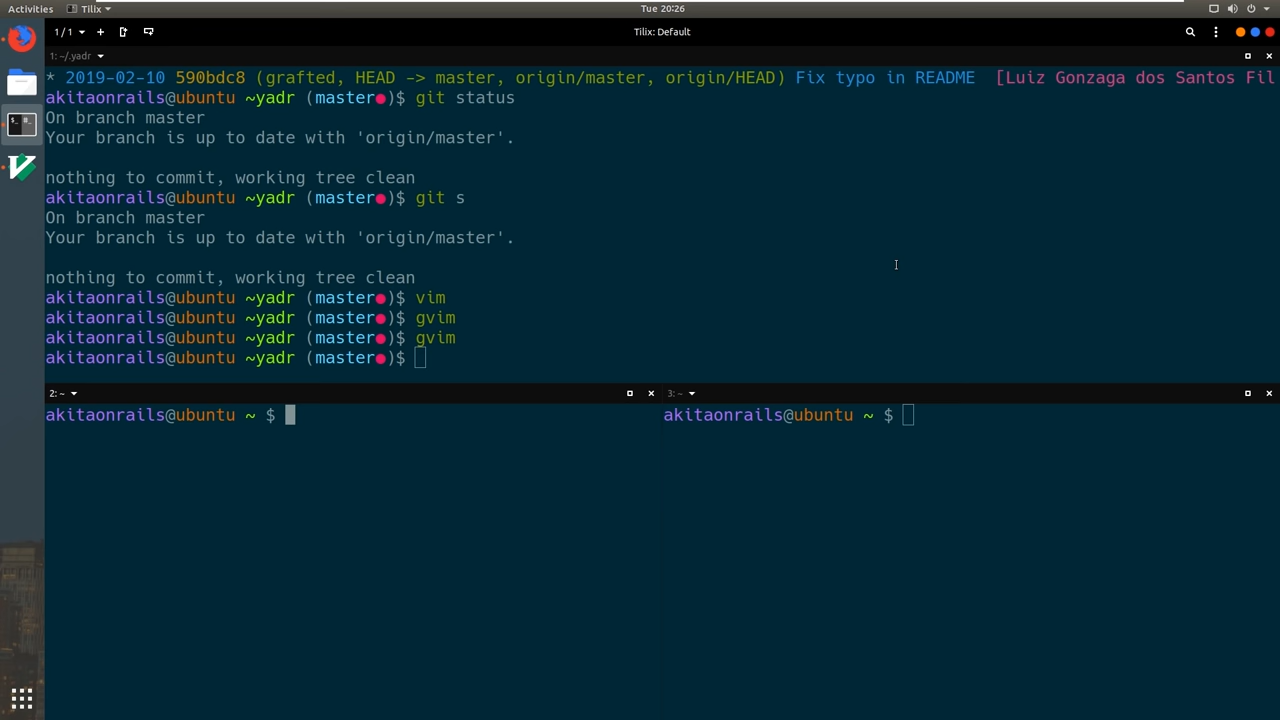 Activities Tilix Tue 20:26
1 / 1 Tilix: Default
1: ~/.yadr
* 2019-02-10 590bdc8 (grafted, HEAD -> master, origin/master, origin/HEAD) Fix typo in README [Luiz Gonzaga dos Santos Fil
akitaonrails@ubuntu ~yadr (master●)$ git status
On branch master
Your branch is up to date with 'origin/master'.
nothing to commit, working tree clean
akitaonrails@ubuntu ~yadr (master●)$ git s
On branch master
Your branch is up to date with 'origin/master'.
nothing to commit, working tree clean
akitaonrails@ubuntu ~yadr (master●)$ vim
akitaonrails@ubuntu ~yadr (master●)$ gvim
akitaonrails@ubuntu ~yadr (master●)$ gvim
akitaonrails@ubuntu ~yadr (master●)$
2: ~
akitaonrails@ubuntu ~ $
3: ~
akitaonrails@ubuntu ~ $